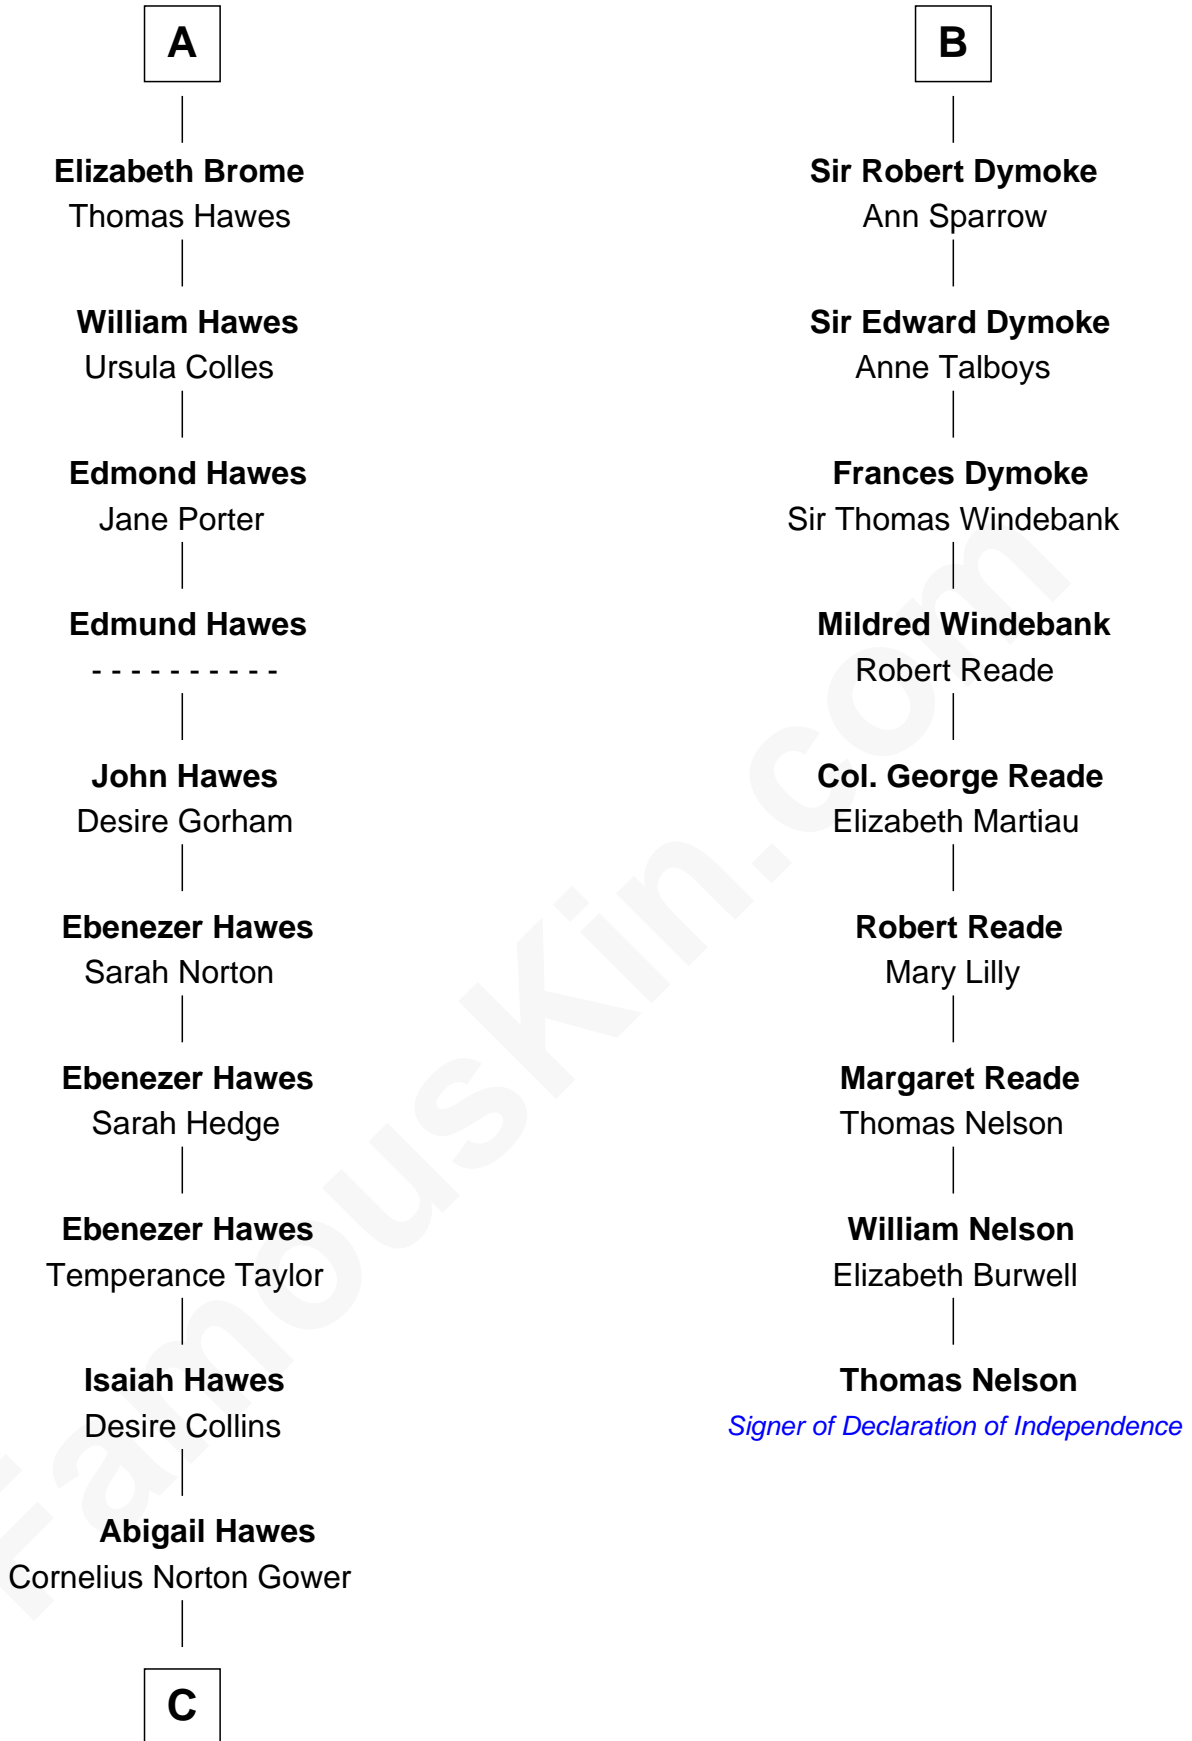 A
Elizabeth Brome
Thomas Hawes
William Hawes
Ursula Colles
Edmond Hawes
Jane Porter
Edmund Hawes
- - - - - - - - - -
John Hawes
Desire Gorham
Ebenezer Hawes
Sarah Norton
Ebenezer Hawes
Sarah Hedge
Ebenezer Hawes
Temperance Taylor
Isaiah Hawes
Desire Collins
Abigail Hawes
Cornelius Norton Gower
C
B
Sir Robert Dymoke
Ann Sparrow
Sir Edward Dymoke
Anne Talboys
Frances Dymoke
Sir Thomas Windebank
Mildred Windebank
Robert Reade
Col. George Reade
Elizabeth Martiau
Robert Reade
Mary Lilly
Margaret Reade
Thomas Nelson
William Nelson
Elizabeth Burwell
Thomas Nelson
Signer of Declaration of Independence
FamousKin.com